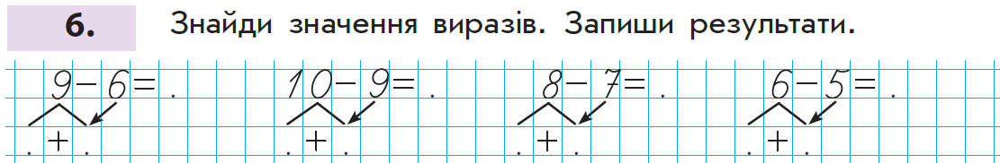 6. Знайди значення виразів. Запиши результати.
9 − 6 = . 10 − 9 = . 8 − 7 = . 6 − 5 = .
. + . . + . . + . . + .